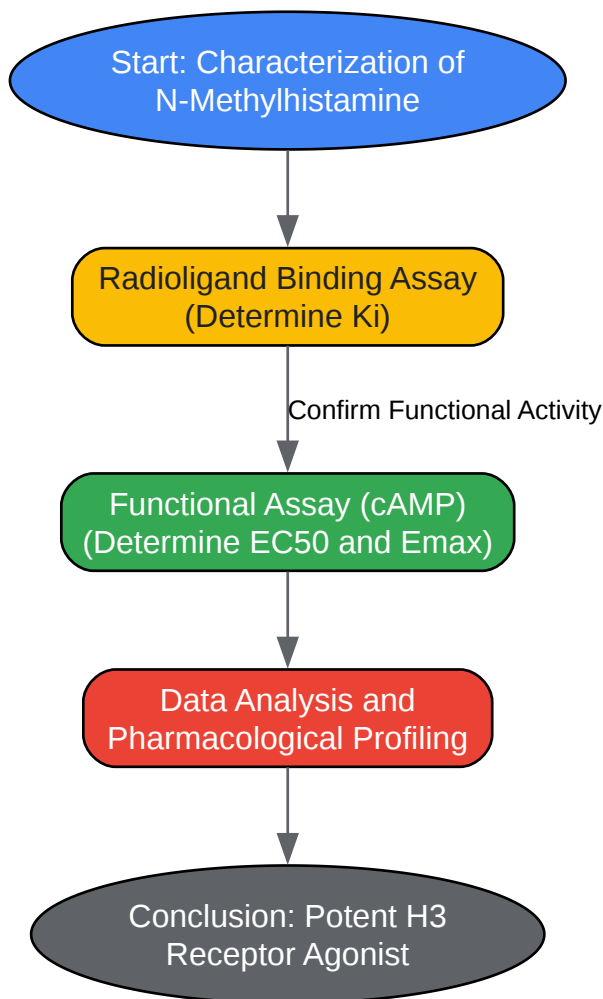 Start: Characterization of
N-Methylhistamine
Radioligand Binding Assay
(Determine Ki)
Confirm Functional Activity
Functional Assay (cAMP)
(Determine EC50 and Emax)
Data Analysis and
Pharmacological Profiling
Conclusion: Potent H3
Receptor Agonist